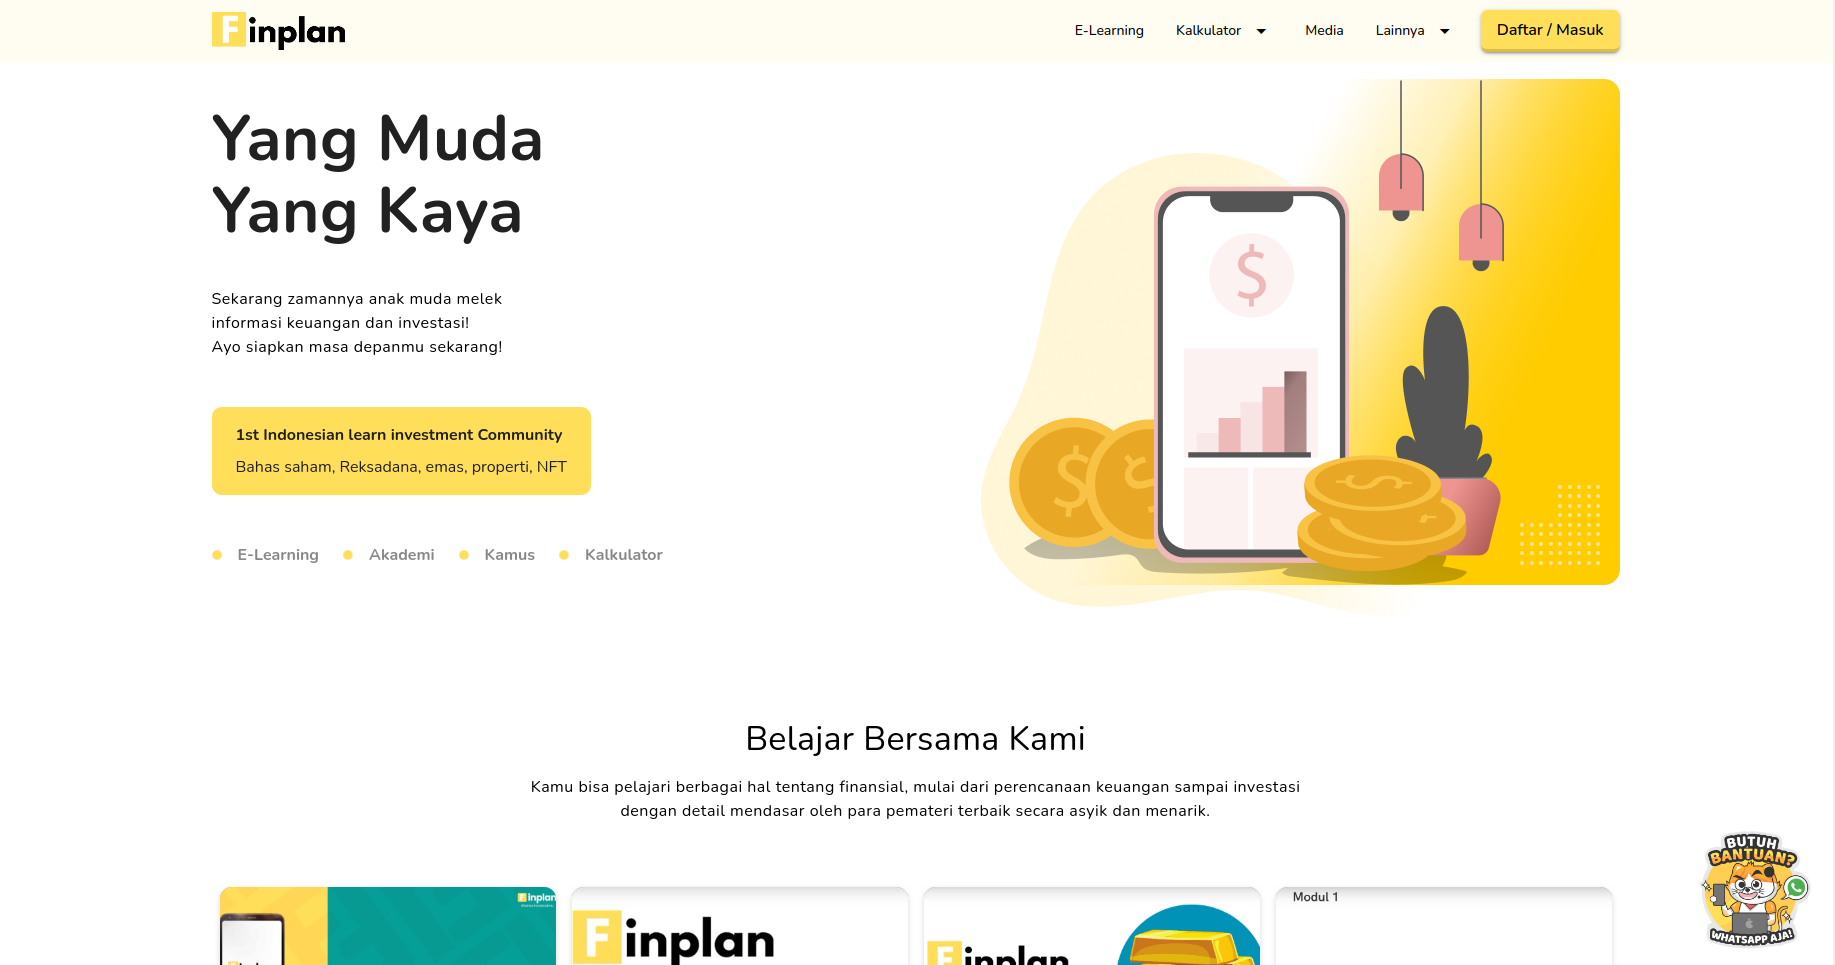 Finplan
E-Learning
Kalkulator
Media
Lainnya
Daftar / Masuk
Yang Muda
Yang Kaya
Sekarang zamannya anak muda melek
informasi keuangan dan investasi!
Ayo siapkan masa depanmu sekarang!
1st Indonesian learn investment Community
Bahas saham, Reksadana, emas, properti, NFT
E-Learning
Akademi
Kamus
Kalkulator
$
$
Belajar Bersama Kami
Kamu bisa pelajari berbagai hal tentang finansial, mulai dari perencanaan keuangan sampai investasi
dengan detail mendasar oleh para pemateri terbaik secara asyik dan menarik.
Finplan
Finplan
Finplan
Modul 1
BUTUH
BANTUAN?
WHATSAPP AJA!